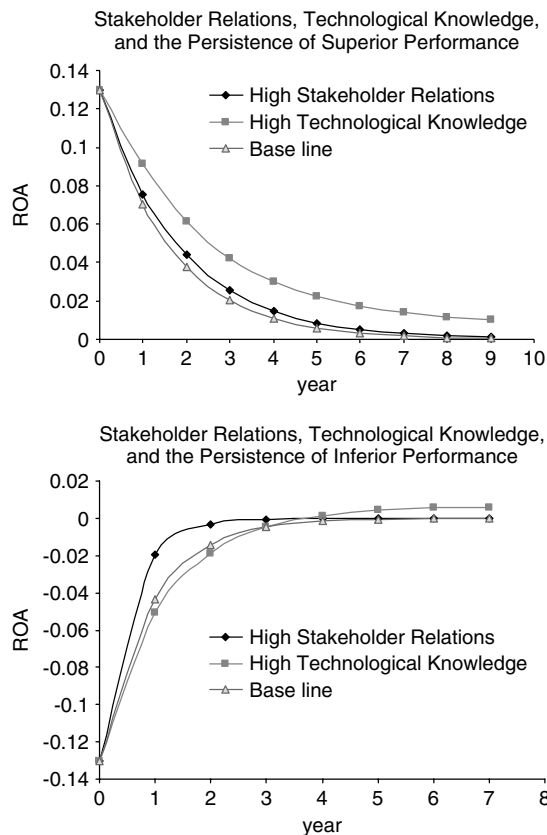 Stakeholder Relations, Technological Knowledge,
and the Persistence of Superior Performance
0.14
0.12
0.1
0.08
0.06
0.04
0.02
0
ROA
High Stakeholder Relations
High Technological Knowledge
Base line
0 1 2 3 4 5 6 7 8 9 10
year
Stakeholder Relations, Technological Knowledge,
and the Persistence of Inferior Performance
0.02
0
-0.02
-0.04
-0.06
-0.08
-0.1
-0.12
-0.14
ROA
High Stakeholder Relations
High Technological Knowledge
Base line
0 1 2 3 4 5 6 7 8
year